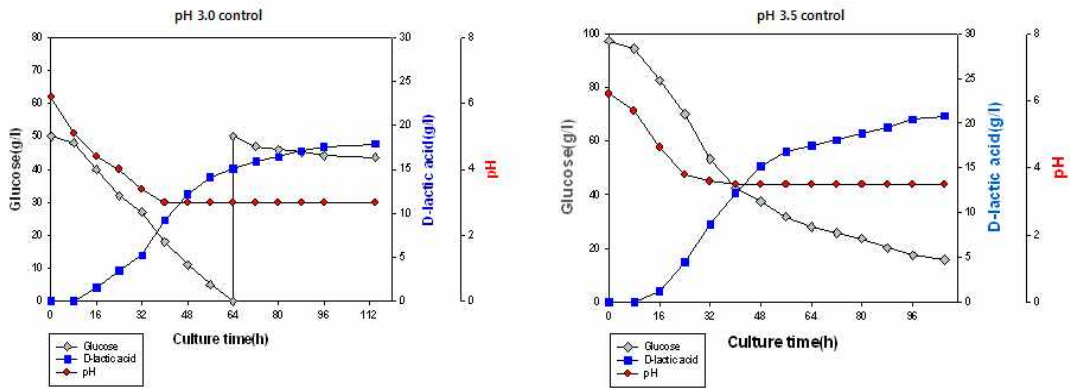 pH 3.0 control
80
70
60
50
40
30
20
10
0
Glucose(g/l)
0 16 32 48 64 80 96 112
Culture time(h)
30
25
20
15
10
5
0
D-lactic acid(g/l)
8
6
4
2
0
pH
Glucose
D-lactic acid
pH
pH 3.5 control
100
80
60
40
20
0
Glucose(g/l)
0 16 32 48 64 80 96
Culture time(h)
30
25
20
15
10
5
0
D-lactic acid(g/l)
8
6
4
2
0
pH
Glucose
D-lactic acid
pH